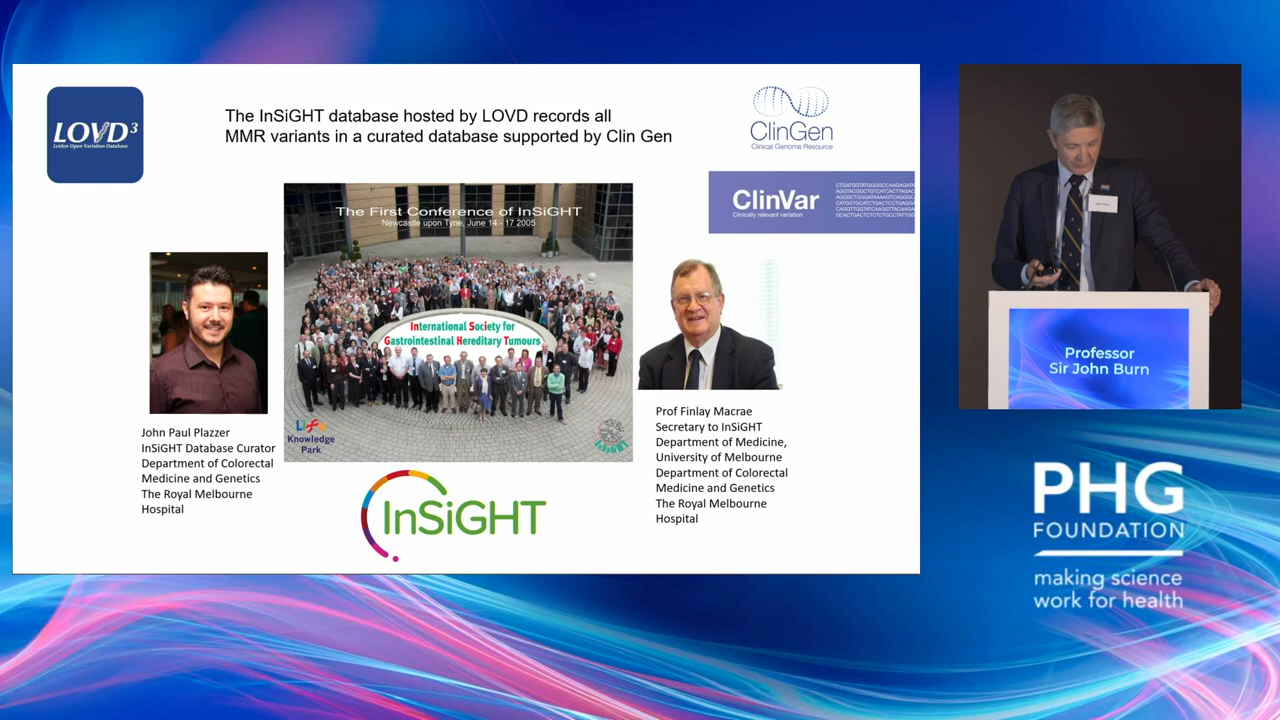 LOVD3
Leiden Open Variation Database
The InSiGHT database hosted by LOVD records all
MMR variants in a curated database supported by Clin Gen
ClinGen
Clinical Genome Resource
ClinVar
Clinically relevant variation
The First Conference of InSiGHT
Newcastle upon Tyne, June 14 - 17 2005
International Society for
Gastrointestinal Hereditary Tumours
Life
Knowledge
Park
InSiGHT
John Paul Plazzer
InSiGHT Database Curator
Department of Colorectal
Medicine and Genetics
The Royal Melbourne
Hospital
Prof Finlay Macrae
Secretary to InSiGHT
Department of Medicine,
University of Melbourne
Department of Colorectal
Medicine and Genetics
The Royal Melbourne
Hospital
InSiGHT
Professor
Sir John Burn
PHG
FOUNDATION
making science
work for health